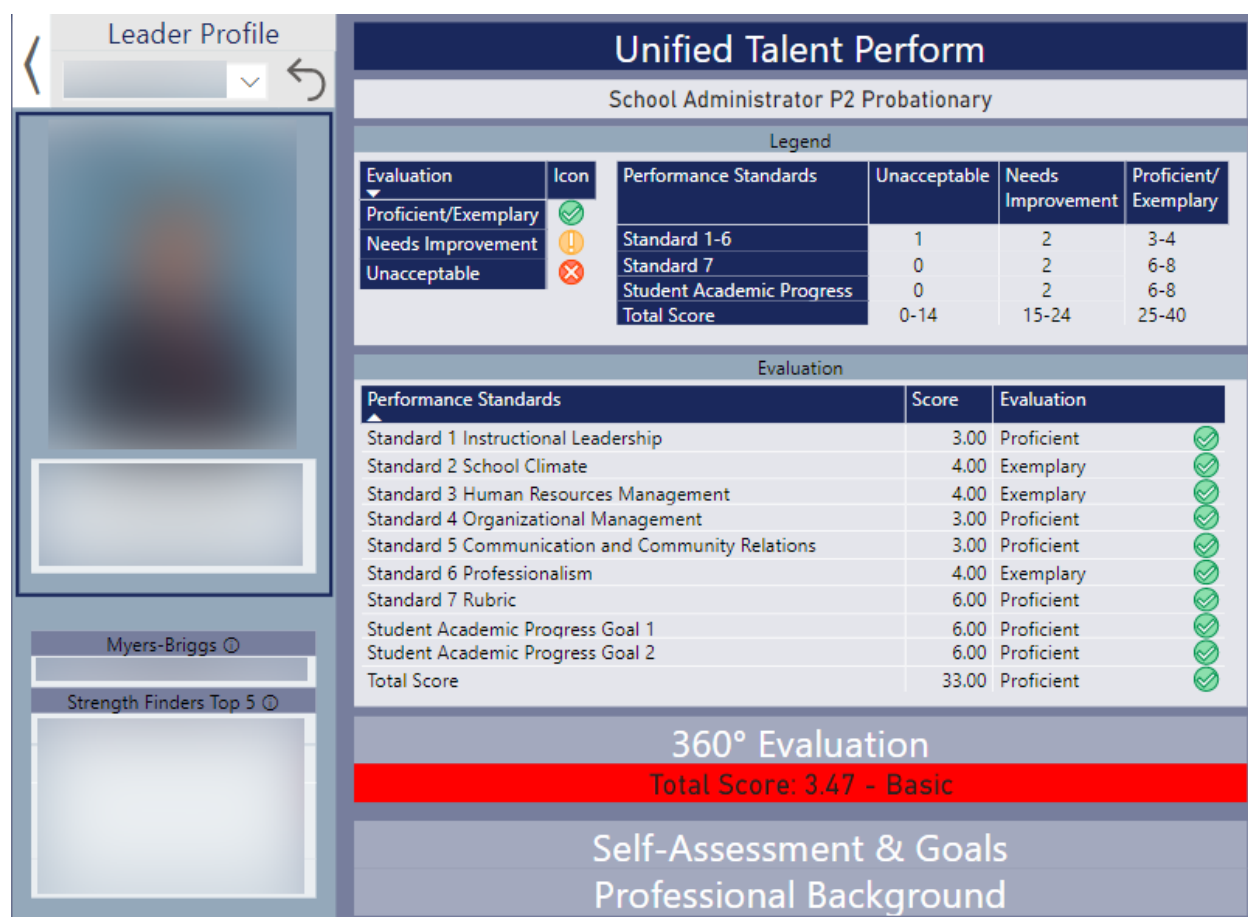 Leader Profile
Myers-Briggs ⓘ
Strength Finders Top 5 ⓘ
Unified Talent Perform
School Administrator P2 Probationary
Legend
Evaluation Icon
Proficient/Exemplary
Needs Improvement
Unacceptable
Performance Standards Unacceptable Needs Improvement Proficient/ Exemplary
Standard 1-6 1 2 3-4
Standard 7 0 2 6-8
Student Academic Progress 0 2 6-8
Total Score 0-14 15-24 25-40
Evaluation
Performance Standards Score Evaluation
Standard 1 Instructional Leadership 3.00 Proficient
Standard 2 School Climate 4.00 Exemplary
Standard 3 Human Resources Management 4.00 Exemplary
Standard 4 Organizational Management 3.00 Proficient
Standard 5 Communication and Community Relations 3.00 Proficient
Standard 6 Professionalism 4.00 Exemplary
Standard 7 Rubric 6.00 Proficient
Student Academic Progress Goal 1 6.00 Proficient
Student Academic Progress Goal 2 6.00 Proficient
Total Score 33.00 Proficient
360° Evaluation
Total Score: 3.47 - Basic
Self-Assessment & Goals
Professional Background